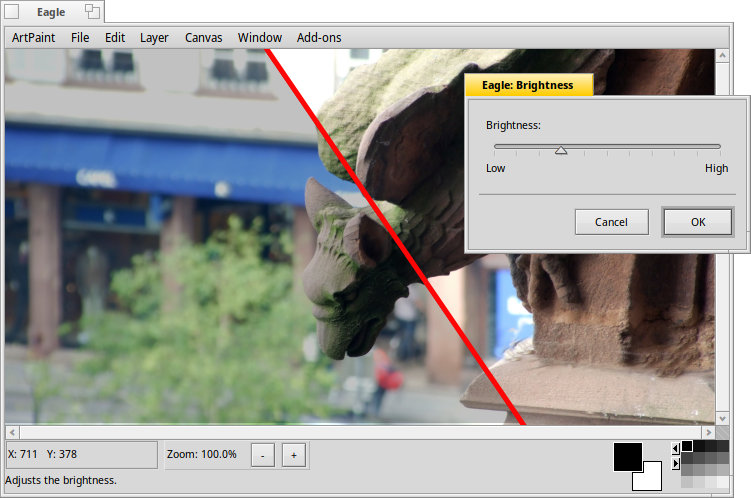 Eagle
ArtPaint File Edit Layer Canvas Window Add-ons
Eagle: Brightness
Brightness:
Low High
Cancel OK
X: 711 Y: 378 Zoom: 100.0% - +
Adjusts the brightness.